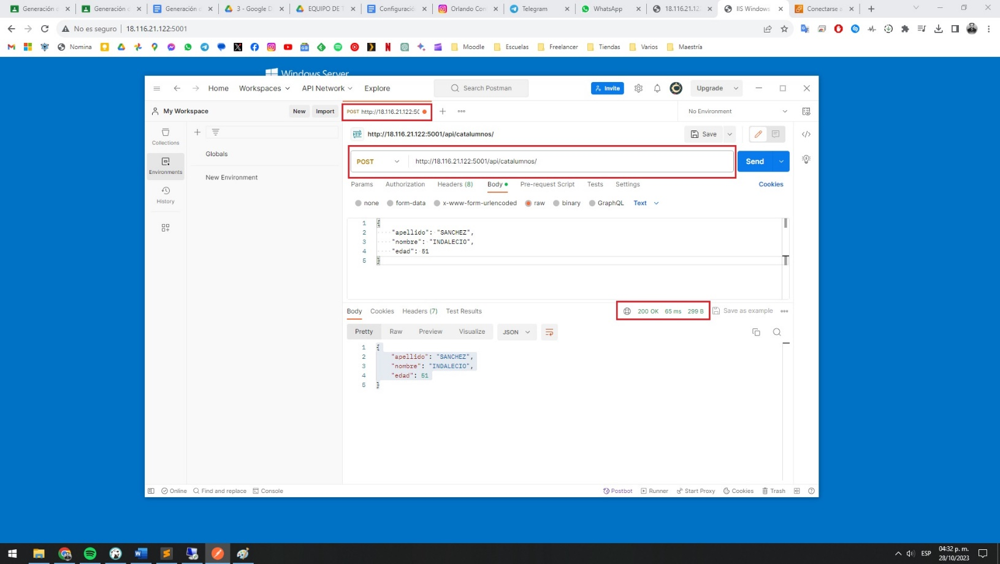 Generación d
Generación d
Generación d
3 - Google D
EQUIPO DE T
Configuració
Orlando Con
Telegram
WhatsApp
18.116.21.122
IIS Windows
Conectarse a
No es seguro
18.116.21.122:5001
Nomina
Moodle
Escuelas
Freelancer
Tiendas
Varios
Maestría
Windows Server
Home
Workspaces
API Network
Explore
Search Postman
Invite
Upgrade
My Workspace
New
Import
POST http://18.116.21.122:50
No Environment
Collections
Environments
History
Globals
New Environment
HTTP
http://18.116.21.122:5001/api/catalumnos/
Save
POST
http://18.116.21.122:5001/api/catalumnos/
Send
Params
Authorization
Headers (8)
Body
Pre-request Script
Tests
Settings
Cookies
none
form-data
x-www-form-urlencoded
raw
binary
GraphQL
Text
1 {
2 "apellido": "SANCHEZ",
3 "nombre": "INDALECIO",
4 "edad": 51
5 }
Body
Cookies
Headers (7)
Test Results
200 OK
65 ms
299 B
Save as example
Pretty
Raw
Preview
Visualize
JSON
1 {
2 "apellido": "SANCHEZ",
3 "nombre": "INDALECIO",
4 "edad": 51
5 }
Online
Find and replace
Console
Postbot
Runner
Start Proxy
Cookies
Trash
ESP
04:32 p. m.
28/10/2023